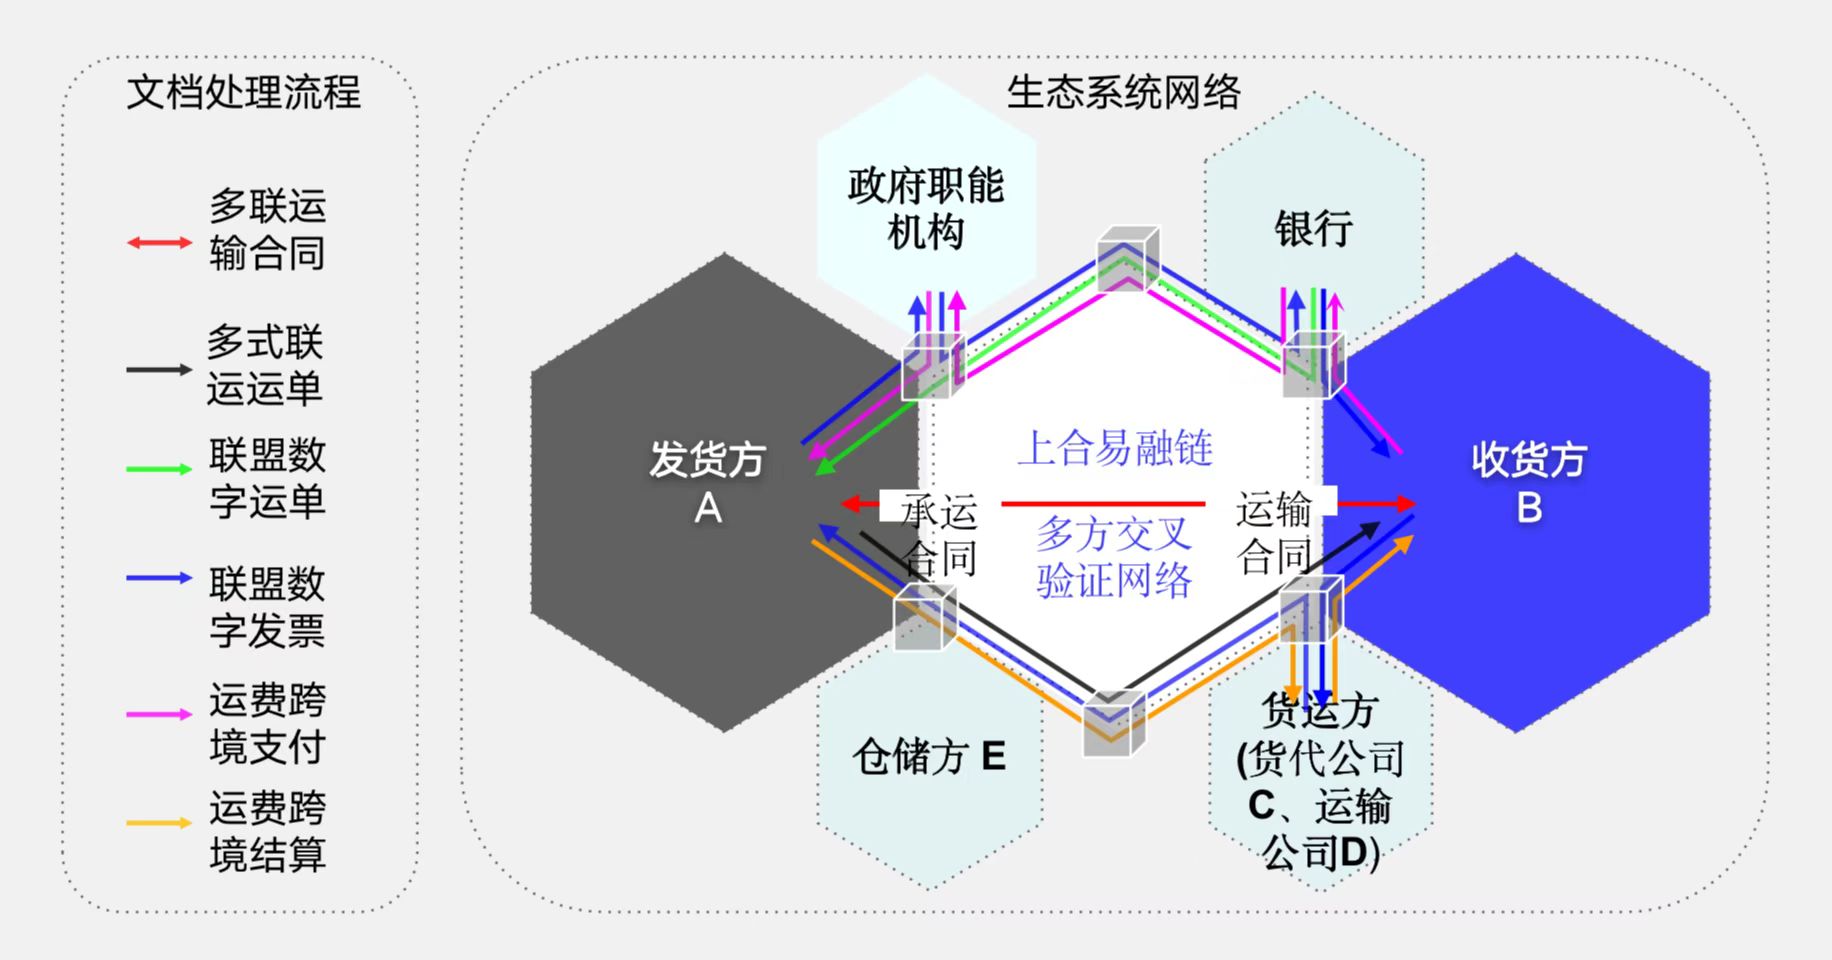 文档处理流程
多联运
输合同
多式联
运运单
联盟数
字运单
联盟数
字发票
运费跨
境支付
运费跨
境结算
生态系统网络
政府职能
机构
银行
发货方
A
上合易融链
承运
合同
多方交叉
验证网络
运输
合同
收货方
B
仓储方 E
货运方
(货代公司
C、运输
公司D)